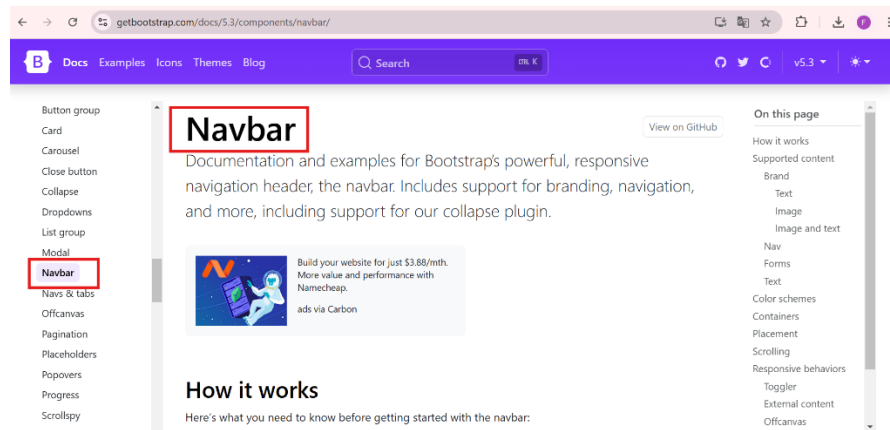 getbootstrap.com/docs/5.3/components/navbar/
B Docs Examples Icons Themes Blog
Search
CTRL K
v5.3
Button group
Card
Carousel
Close button
Collapse
Dropdowns
List group
Modal
Navbar
Navs & tabs
Offcanvas
Pagination
Placeholders
Popovers
Progress
Scrollspy
Navbar
View on GitHub
Documentation and examples for Bootstrap's powerful, responsive
navigation header, the navbar. Includes support for branding, navigation,
and more, including support for our collapse plugin.
Build your website for just $3.88/mth.
More value and performance with
Namecheap.
ads via Carbon
How it works
Here's what you need to know before getting started with the navbar:
On this page
How it works
Supported content
Brand
Text
Image
Image and text
Nav
Forms
Text
Color schemes
Containers
Placement
Scrolling
Responsive behaviors
Toggler
External content
Offcanvas